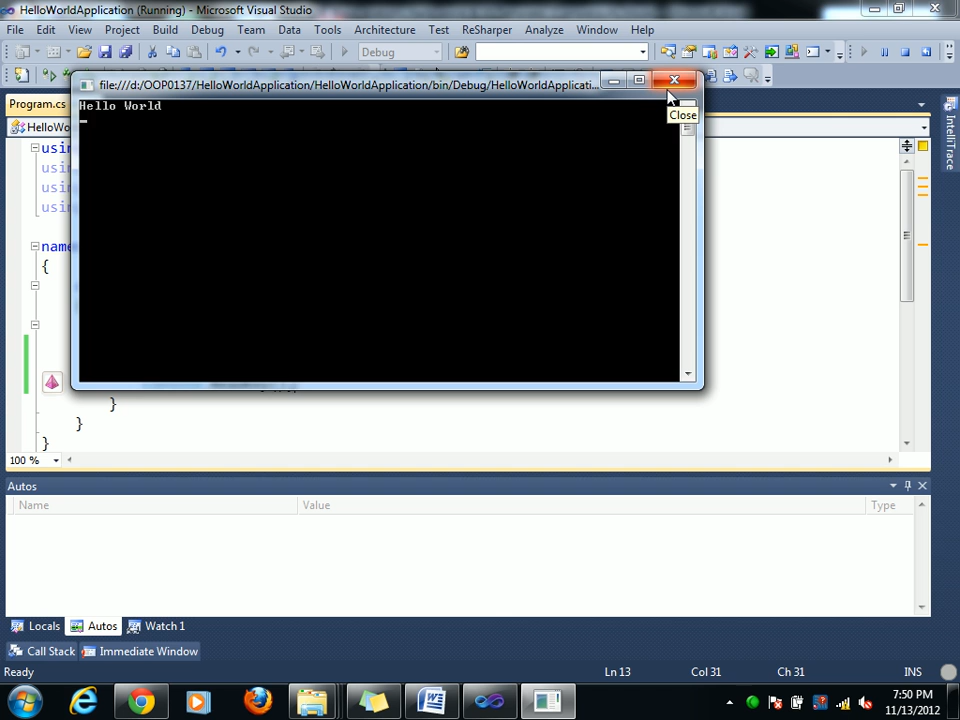 HelloWorldApplication (Running) - Microsoft Visual Studio
File Edit View Project Build Debug Team Data Tools Architecture Test ReSharper Analyze Window Help
Debug
file:///d:/OOP0137/HelloWorldApplication/HelloWorldApplication/bin/Debug/HelloWorldApplicati...
Program.cs
Hello World
Close
HelloWo
usin
usi
usi
usi
name
{
}
}
}
100 %
IntelliTrace
Autos
Name Value Type
Locals Autos Watch 1
Call Stack Immediate Window
Ready Ln 13 Col 31 Ch 31 INS
7:50 PM
11/13/2012